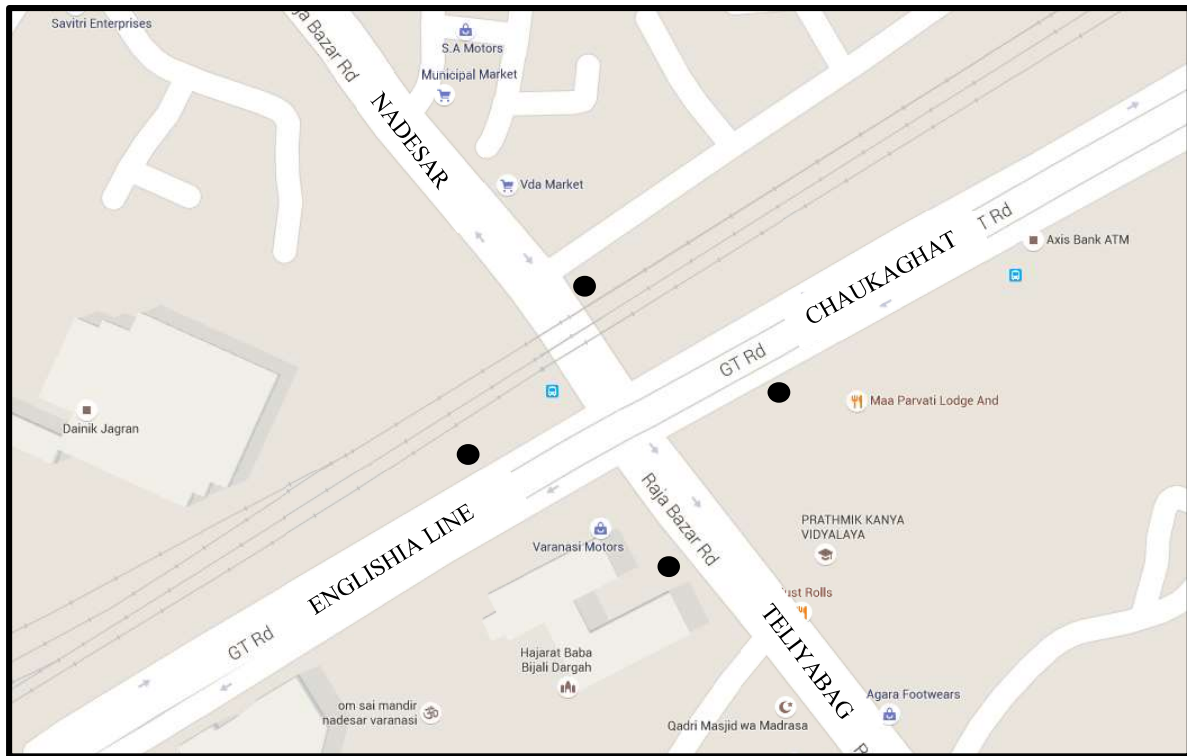 Savitri Enterprises
ja Bazar Rd
S.A Motors
Municipal Market
NADESAR
Vda Market
T Rd
Axis Bank ATM
CHAUKAGHAT
GT Rd
Maa Parvati Lodge And
Dainik Jagran
Raja Bazar Rd
PRATHMIK KANYA
VIDYALAYA
Varanasi Motors
ENGLISHIA LINE
ust Rolls
TELIYABAG
GT Rd
Hajarat Baba
Bijali Dargah
Agara Footwears
om sai mandir
nadesar varanasi
Qadri Masjid wa Madrasa
R